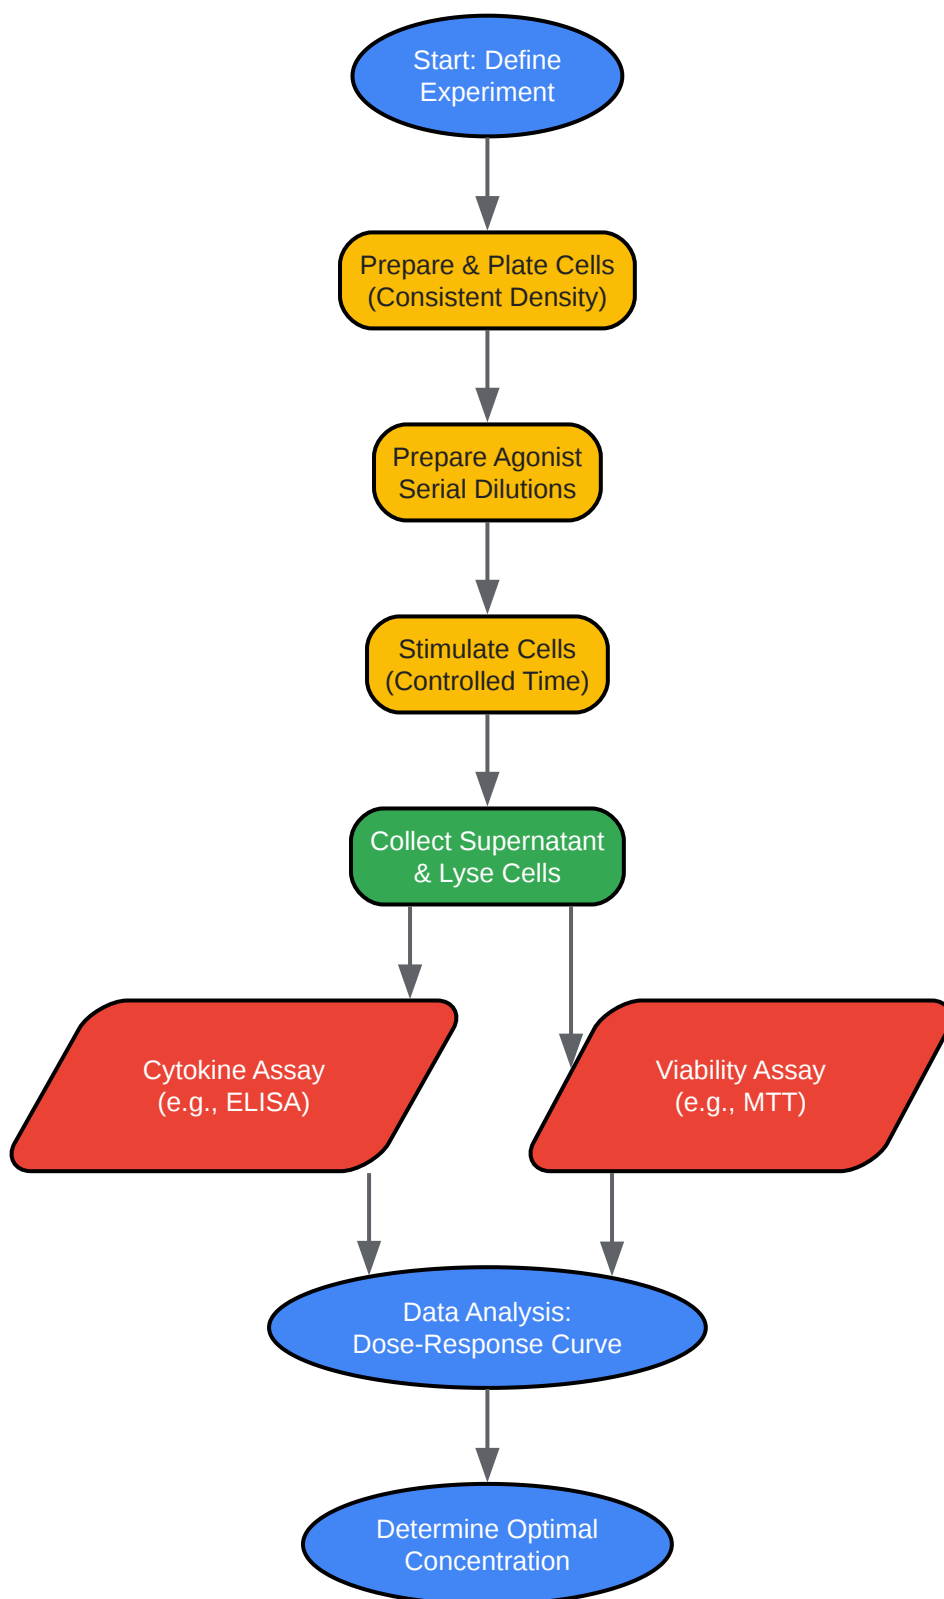 Start: Define
Experiment
Prepare & Plate Cells
(Consistent Density)
Prepare Agonist
Serial Dilutions
Stimulate Cells
(Controlled Time)
Collect Supernatant
& Lyse Cells
Cytokine Assay
(e.g., ELISA)
Viability Assay
(e.g., MTT)
Data Analysis:
Dose-Response Curve
Determine Optimal
Concentration